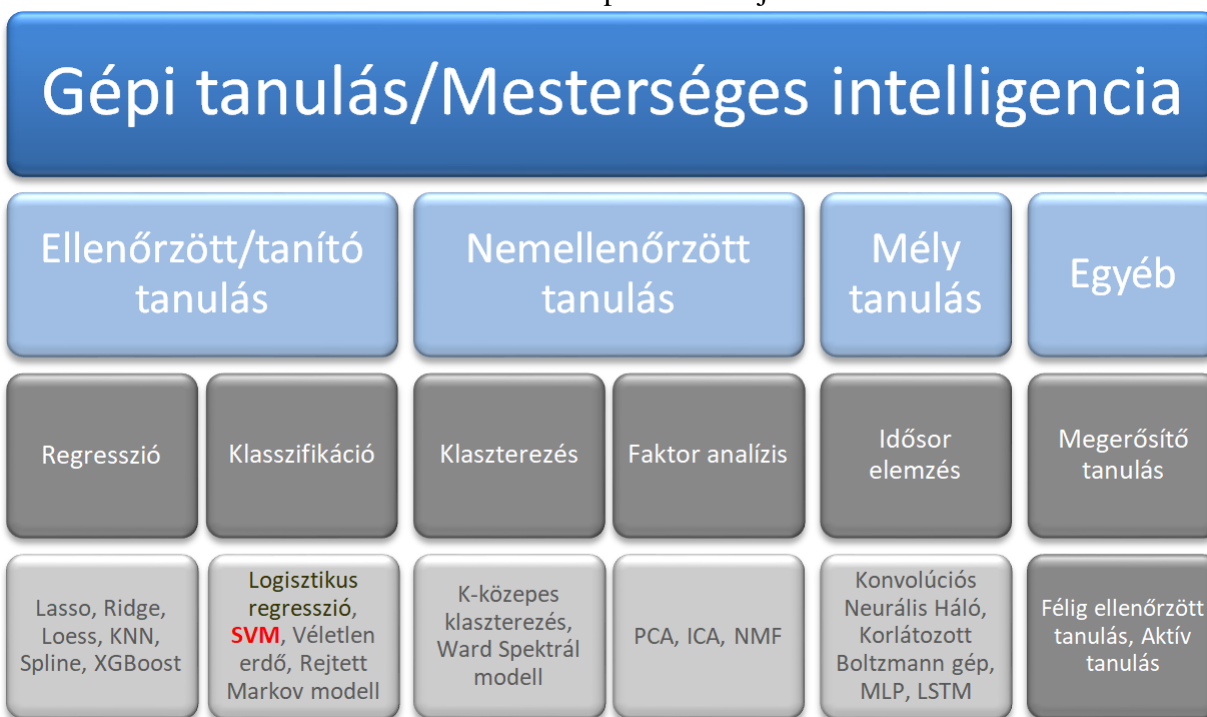 Gépi tanulás/Mesterséges intelligencia
Ellenőrzött/tanító
tanulás
Nemellenőrzött
tanulás
Mély
tanulás
Egyéb
Regresszió
Klasszifikáció
Klaszterezés
Faktor analízis
Idősor
elemzés
Megerősítő
tanulás
Lasso, Ridge,
Loess, KNN,
Spline, XGBoost
Logisztikus
regresszió,
SVM, Véletlen
erdő, Rejtett
Markov modell
K-közepes
klaszterezés,
Ward Spektrál
modell
PCA, ICA, NMF
Konvolúciós
Neurális Háló,
Korlátozott
Boltzmann gép,
MLP, LSTM
Félig ellenőrzött
tanulás, Aktív
tanulás